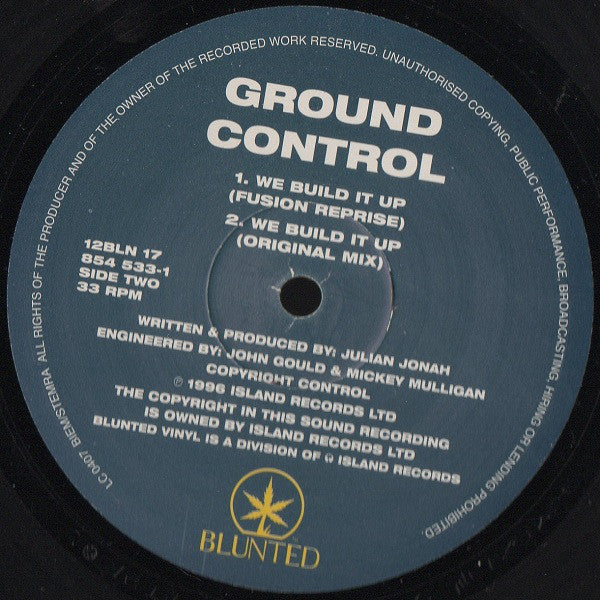 ALL RIGHTS OF THE PRODUCER AND OF THE OWNER OF THE RECORDED WORK RESERVED. UNAUTHORISED COPYING, PUBLIC PERFORMANCE, BROADCASTING, HIRING OR LENDING PROHIBITED
GROUND
CONTROL
1. WE BUILD IT UP
(FUSION REPRISE)
2. WE BUILD IT UP
(ORIGINAL MIX)
12BLN 17
854 533-1
SIDE TWO
33 RPM
WRITTEN & PRODUCED BY: JULIAN JONAH
ENGINEERED BY: JOHN GOULD & MICKEY MULLIGAN
COPYRIGHT CONTROL
℗ 1996 ISLAND RECORDS LTD
THE COPYRIGHT IN THIS SOUND RECORDING
IS OWNED BY ISLAND RECORDS LTD
BLUNTED VINYL IS A DIVISION OF ISLAND RECORDS
LC 0407 BIEM/STEMRA
BLUNTED